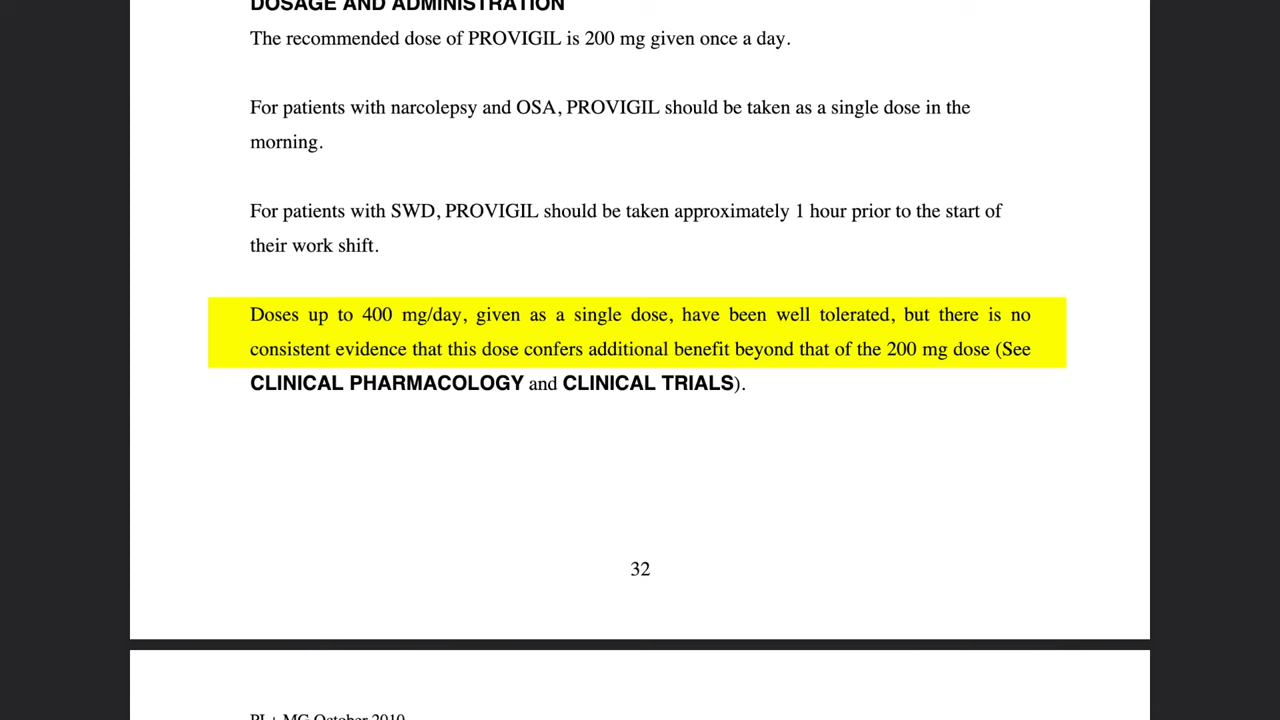 DOSAGE AND ADMINISTRATION
The recommended dose of PROVIGIL is 200 mg given once a day.
For patients with narcolepsy and OSA, PROVIGIL should be taken as a single dose in the
morning.
For patients with SWD, PROVIGIL should be taken approximately 1 hour prior to the start of
their work shift.
Doses up to 400 mg/day, given as a single dose, have been well tolerated, but there is no
consistent evidence that this dose confers additional benefit beyond that of the 200 mg dose (See
CLINICAL PHARMACOLOGY and CLINICAL TRIALS).
32
PI + MG October 2010